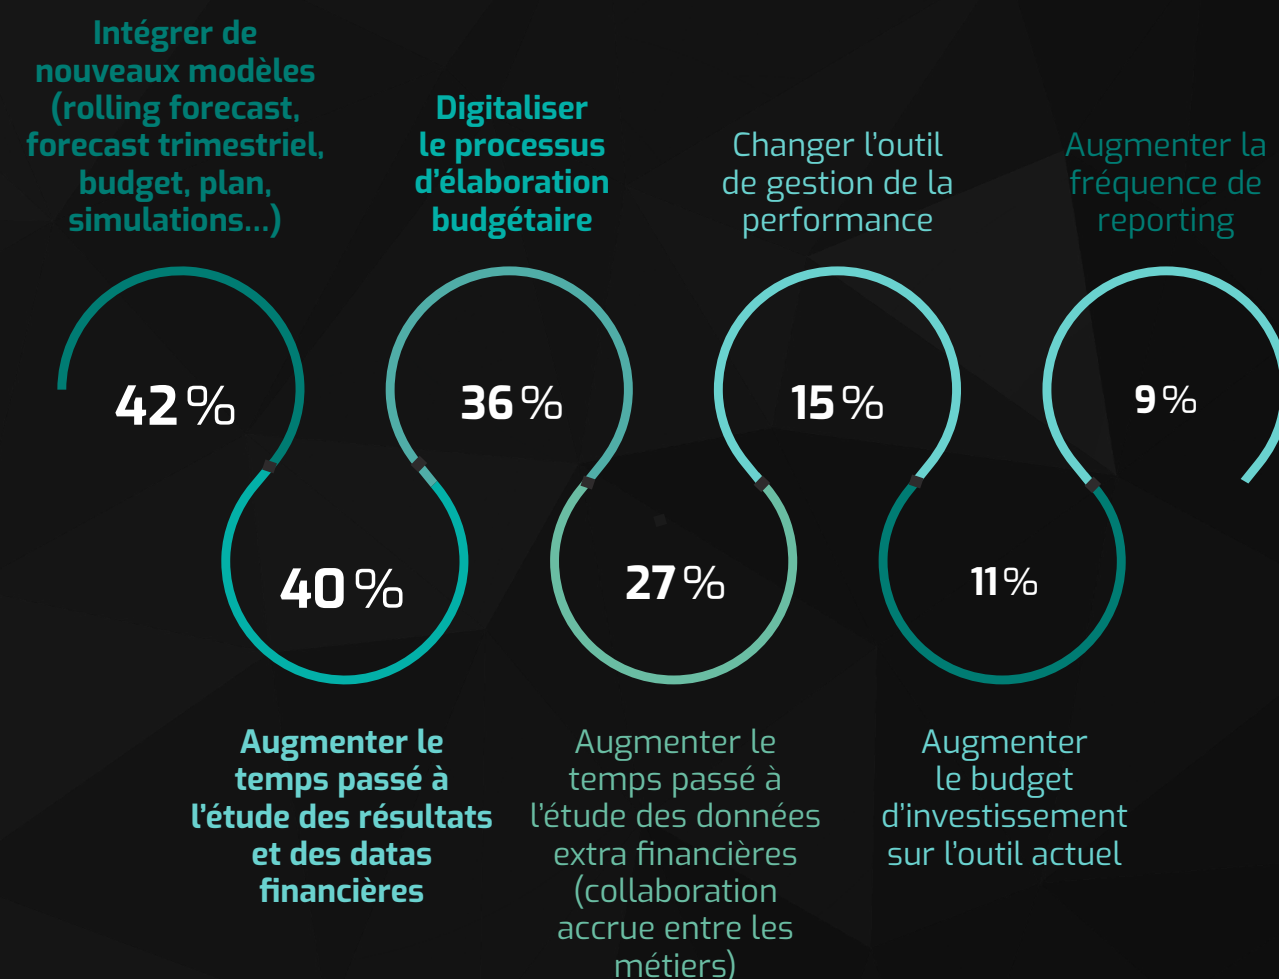 Intégrer de
nouveaux modèles
(rolling forecast,
forecast trimestriel,
budget, plan,
simulations...)
42 %
Augmenter le
temps passé à
l'étude des résultats
et des datas
financières
40 %
Digitaliser
le processus
d'élaboration
budgétaire
36 %
Augmenter le
temps passé à
l'étude des données
extra financières
(collaboration
accrue entre les
métiers)
27 %
Changer l'outil
de gestion de la
performance
15 %
Augmenter
le budget
d'investissement
sur l'outil actuel
11 %
Augmenter la
fréquence de
reporting
9 %